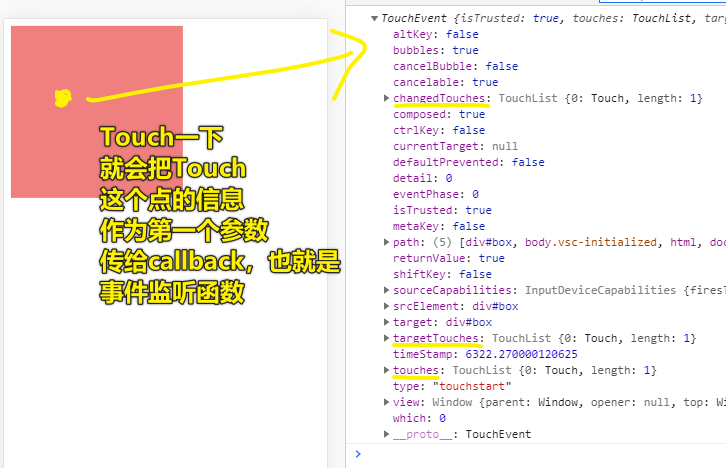 Touch一下
就会把Touch
这个点的信息
作为第一个参数
传给callback，也就是
事件监听函数
▼TouchEvent {isTrusted: true, touches: TouchList, tar
altKey: false
bubbles: true
cancelBubble: false
cancelable: true
▶changedTouches: TouchList {0: Touch, length: 1}
composed: true
ctrlKey: false
currentTarget: null
defaultPrevented: false
detail: 0
eventPhase: 0
isTrusted: true
metaKey: false
▶path: (5) [div#box, body.vsc-initialized, html, doc
returnValue: true
shiftKey: false
▶sourceCapabilities: InputDeviceCapabilities {firesT
▶srcElement: div#box
▶target: div#box
▶targetTouches: TouchList {0: Touch, length: 1}
timeStamp: 6322.270000120625
▶touches: TouchList {0: Touch, length: 1}
type: "touchstart"
▶view: Window {parent: Window, opener: null, top: Wi
which: 0
▶__proto__: TouchEvent
>